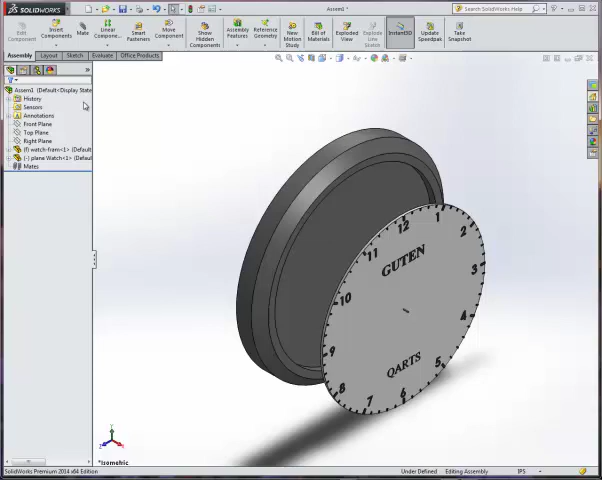 SOLIDWORKS
Assem1 *
Search SolidWorks Help
Edit Component
Insert Components
Mate
Linear Compone...
Smart Fasteners
Move Component
Show Hidden Components
Assembly Features
Reference Geometry
New Motion Study
Bill of Materials
Exploded View
Explode Line Sketch
Instant3D
Update Speedpak
Take Snapshot
Assembly
Layout
Sketch
Evaluate
Office Products
Assem1 (Default<Display State
History
Sensors
Annotations
Front Plane
Top Plane
Right Plane
(f) watch-fram<1> (Default
(-) plane Watch<1> (Default
Mates
12
1
2
3
4
5
6
7
8
9
10
11
GUTEN
QARTS
*Isometric
SolidWorks Premium 2014 x64 Edition
Under Defined
Editing Assembly
IPS